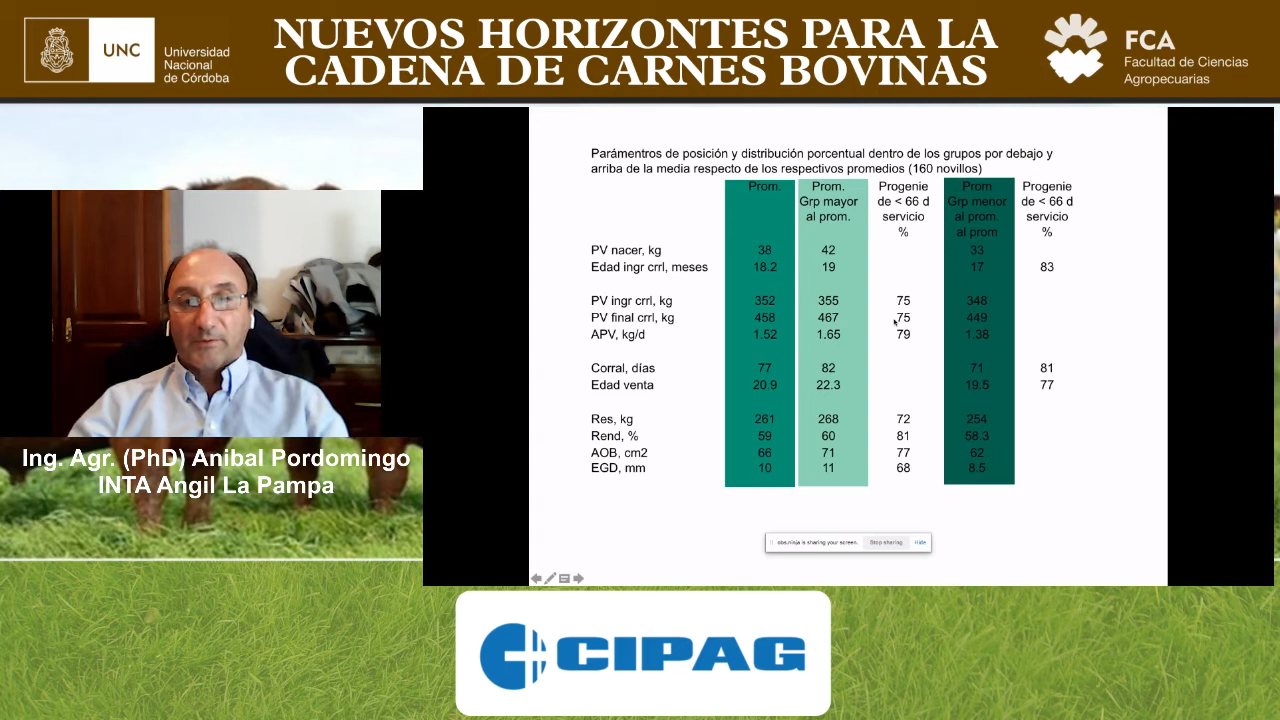 UNC
Universidad
Nacional
de Córdoba
NUEVOS HORIZONTES PARA LA
CADENA DE CARNES BOVINAS
FCA
Facultad de Ciencias
Agropecuarias
Ing. Agr. (PhD) Anibal Pordomingo
INTA Angil La Pampa
Parámentros de posición y distribución porcentual dentro de los grupos por debajo y
arriba de la media respecto de los respectivos promedios (160 novillos)
Prom. Prom. Progenie Prom Progenie
Grp mayor de < 66 d Grp menor de < 66 d
al prom. servicio al prom. servicio
% al prom %
PV nacer, kg 38 42 33
Edad ingr crrl, meses 18.2 19 17 83
PV ingr crrl, kg 352 355 75 348
PV final crrl, kg 458 467 75 449
APV, kg/d 1.52 1.65 79 1.38
Corral, días 77 82 71 81
Edad venta 20.9 22.3 19.5 77
Res, kg 261 268 72 254
Rend, % 59 60 81 58.3
AOB, cm2 66 71 77 62
EGD, mm 10 11 68 8.5
obs.ninja is sharing your screen. Stop sharing Hide
CIPAG